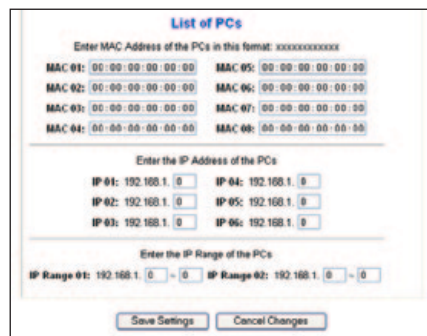 List of PCs
Enter MAC Address of the PCs in this format: xxxxxxxxxxxx
MAC 01: 00:00:00:00:00:00 MAC 05: 00:00:00:00:00:00
MAC 02: 00:00:00:00:00:00 MAC 06: 00:00:00:00:00:00
MAC 03: 00:00:00:00:00:00 MAC 07: 00:00:00:00:00:00
MAC 04: 00:00:00:00:00:00 MAC 08: 00:00:00:00:00:00
Enter the IP Address of the PCs
IP 01: 192.168.1. 0 IP 04: 192.168.1. 0
IP 02: 192.168.1. 0 IP 05: 192.168.1. 0
IP 03: 192.168.1. 0 IP 06: 192.168.1. 0
Enter the IP Range of the PCs
IP Range 01: 192.168.1. 0 ~ 0 IP Range 02: 192.168.1. 0 ~ 0
Save Settings Cancel Changes